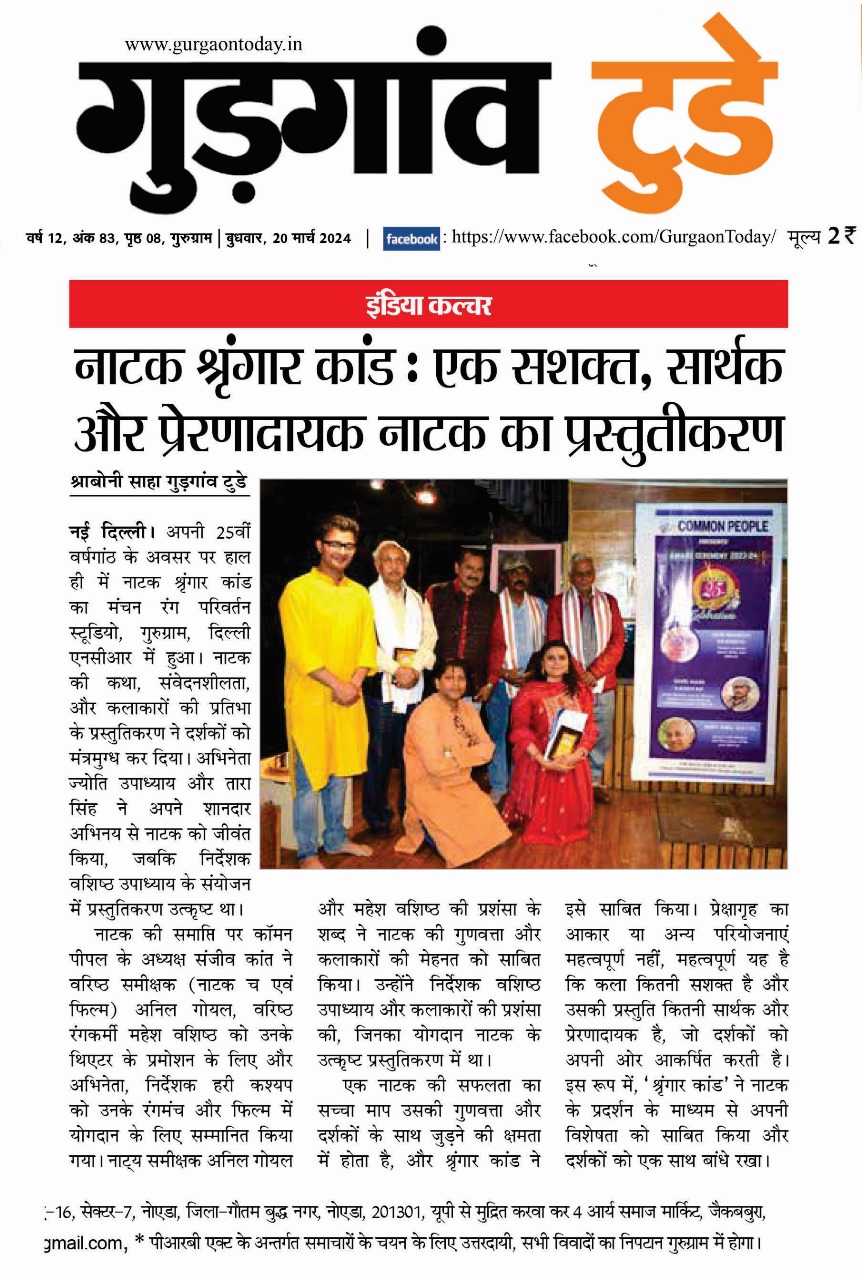 www.gurgaontoday.in
गुड़गांव टुडे
वर्ष 12, अंक 83, पृष्ठ 08, गुरुग्राम | बुधवार, 20 मार्च 2024 | facebook : https://www.facebook.com/GurgaonToday/ मूल्य 2₹
इंडिया कल्चर
नाटक श्रृंगार कांड : एक सशक्त, सार्थक
और प्रेरणादायक नाटक का प्रस्तुतीकरण
श्राबोनी साहा गुड़गांव टुडे
नई दिल्ली। अपनी 25वीं
वर्षगांठ के अवसर पर हाल
ही में नाटक श्रृंगार कांड
का मंचन रंग परिवर्तन
स्टूडियो, गुरुग्राम, दिल्ली
एनसीआर में हुआ। नाटक
की कथा, संवेदनशीलता,
और कलाकारों की प्रतिभा
के प्रस्तुतिकरण ने दर्शकों को
मंत्रमुग्ध कर दिया। अभिनेता
ज्योति उपाध्याय और तारा
सिंह ने अपने शानदार
अभिनय से नाटक को जीवंत
किया, जबकि निर्देशक
वशिष्ठ उपाध्याय के संयोजन
में प्रस्तुतिकरण उत्कृष्ट था।
नाटक की समाप्ति पर कॉमन
पीपल के अध्यक्ष संजीव कांत ने
वरिष्ठ समीक्षक (नाटक च एवं
फिल्म) अनिल गोयल, वरिष्ठ
रंगकर्मी महेश वशिष्ठ को उनके
थिएटर के प्रमोशन के लिए और
अभिनेता, निर्देशक हरी कश्यप
को उनके रंगमंच और फिल्म में
योगदान के लिए सम्मानित किया
गया। नाट्य समीक्षक अनिल गोयल
और महेश वशिष्ठ की प्रशंसा के
शब्द ने नाटक की गुणवत्ता और
कलाकारों की मेहनत को साबित
किया। उन्होंने निर्देशक वशिष्ठ
उपाध्याय और कलाकारों की प्रशंसा
की, जिनका योगदान नाटक के
उत्कृष्ट प्रस्तुतिकरण में था।
एक नाटक की सफलता का
सच्चा माप उसकी गुणवत्ता और
दर्शकों के साथ जुड़ने की क्षमता
में होता है, और श्रृंगार कांड ने
इसे साबित किया। प्रेक्षागृह का
आकार या अन्य परियोजनाएं
महत्वपूर्ण नहीं, महत्वपूर्ण यह है
कि कला कितनी सशक्त है और
उसकी प्रस्तुति कितनी सार्थक और
प्रेरणादायक है, जो दर्शकों को
अपनी ओर आकर्षित करती है।
इस रूप में, 'श्रृंगार कांड' ने नाटक
के प्रदर्शन के माध्यम से अपनी
विशेषता को साबित किया और
दर्शकों को एक साथ बांधे रखा।
COMMON PEOPLE
PRESENTS
AWARD CEREMONY 2023-24
25
Celebration
-16, सेक्टर-7, नोएडा, जिला-गौतम बुद्ध नगर, नोएडा, 201301, यूपी से मुद्रित करवा कर 4 आर्य समाज मार्किट, जैकबबुरा,
gmail.com, * पीआरबी एक्ट के अन्तर्गत समाचारों के चयन के लिए उत्तरदायी, सभी विवादों का निपटान गुरुग्राम में होगा।